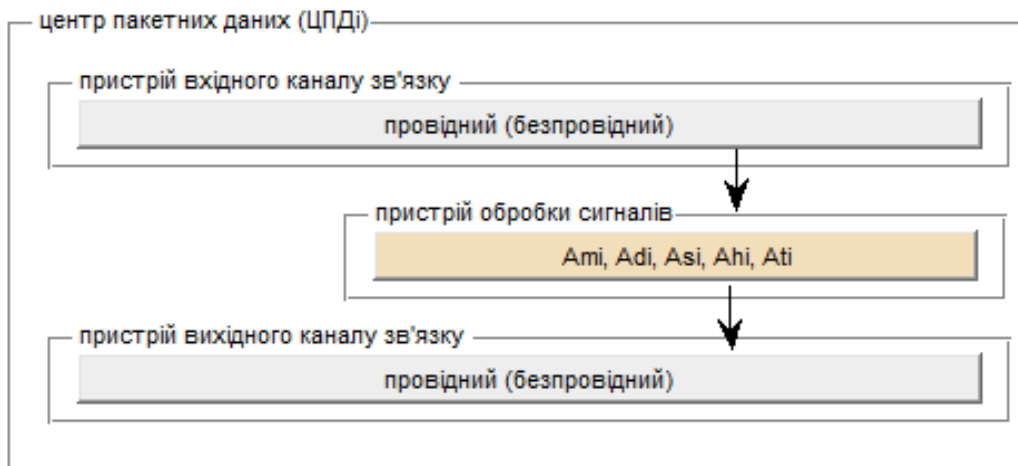 центр пакетних даних (ЦПДі)
пристрій вхідного каналу зв'язку
провідний (безпровідний)
пристрій обробки сигналів
Ami, Adi, Asi, Ahi, Ati
пристрій вихідного каналу зв'язку
провідний (безпровідний)